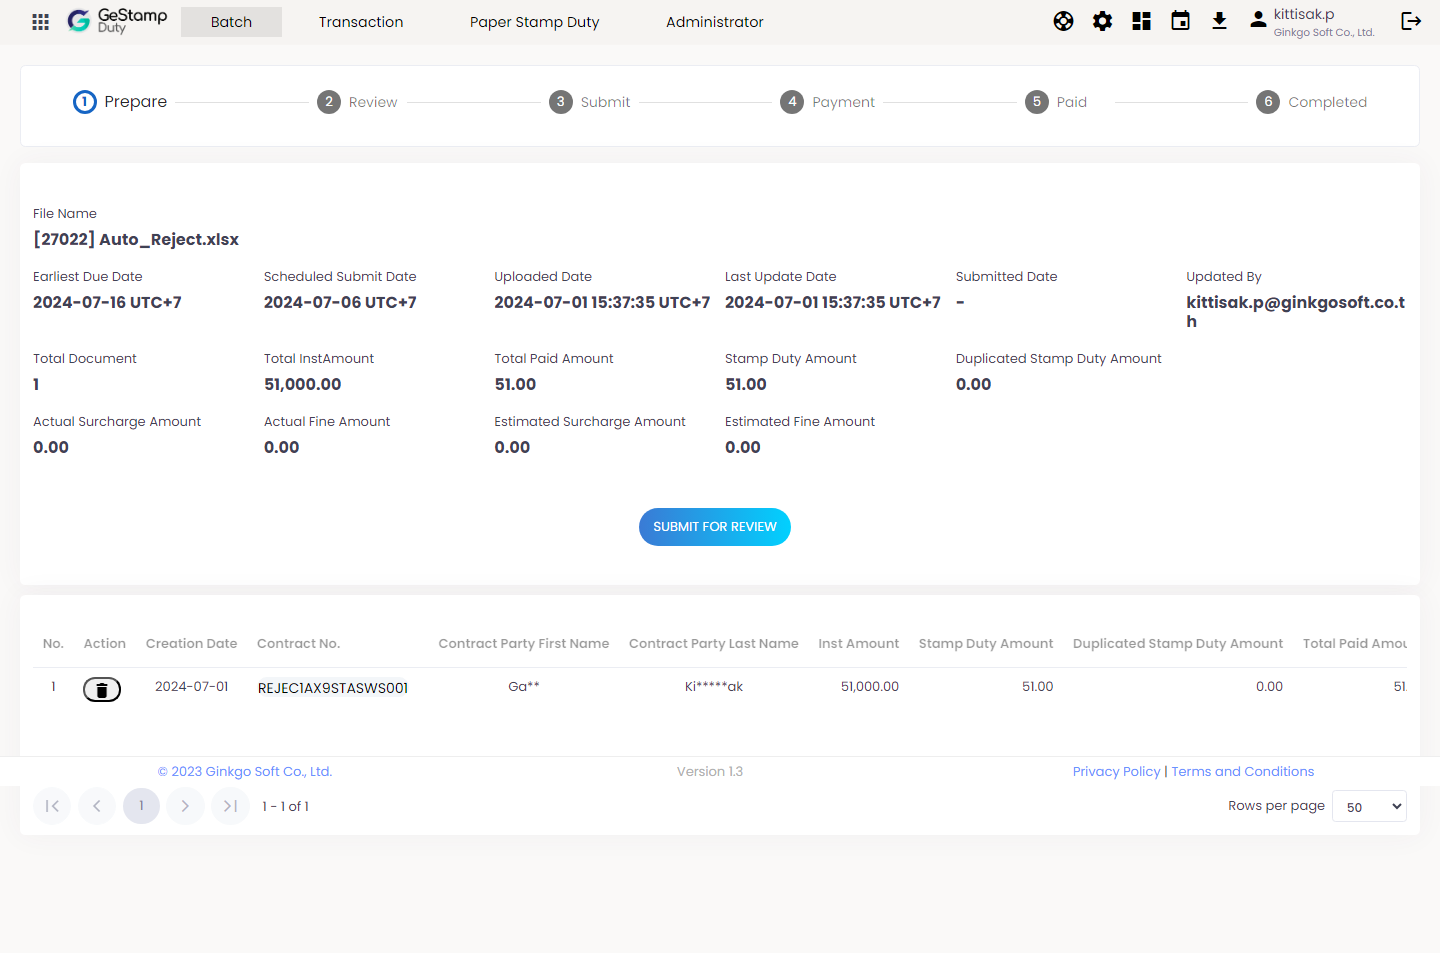 GeStamp
Duty
Batch
Transaction
Paper Stamp Duty
Administrator
kittisak.p
Ginkgo Soft Co., Ltd.
1 Prepare
2 Review
3 Submit
4 Payment
5 Paid
6 Completed
File Name
[27022] Auto_Reject.xlsx
Earliest Due Date
2024-07-16 UTC+7
Scheduled Submit Date
2024-07-06 UTC+7
Uploaded Date
2024-07-01 15:37:35 UTC+7
Last Update Date
2024-07-01 15:37:35 UTC+7
Submitted Date
-
Updated By
kittisak.p@ginkgosoft.co.t
h
Total Document
1
Total InstAmount
51,000.00
Total Paid Amount
51.00
Stamp Duty Amount
51.00
Duplicated Stamp Duty Amount
0.00
Actual Surcharge Amount
0.00
Actual Fine Amount
0.00
Estimated Surcharge Amount
0.00
Estimated Fine Amount
0.00
SUBMIT FOR REVIEW
No. Action Creation Date Contract No. Contract Party First Name Contract Party Last Name Inst Amount Stamp Duty Amount Duplicated Stamp Duty Amount Total Paid Amou
1 2024-07-01 REJEC1AX9STASWS001 Ga** Ki*****ak 51,000.00 51.00 0.00 51.
© 2023 Ginkgo Soft Co., Ltd.
Version 1.3
Privacy Policy | Terms and Conditions
1
1 - 1 of 1
Rows per page 50